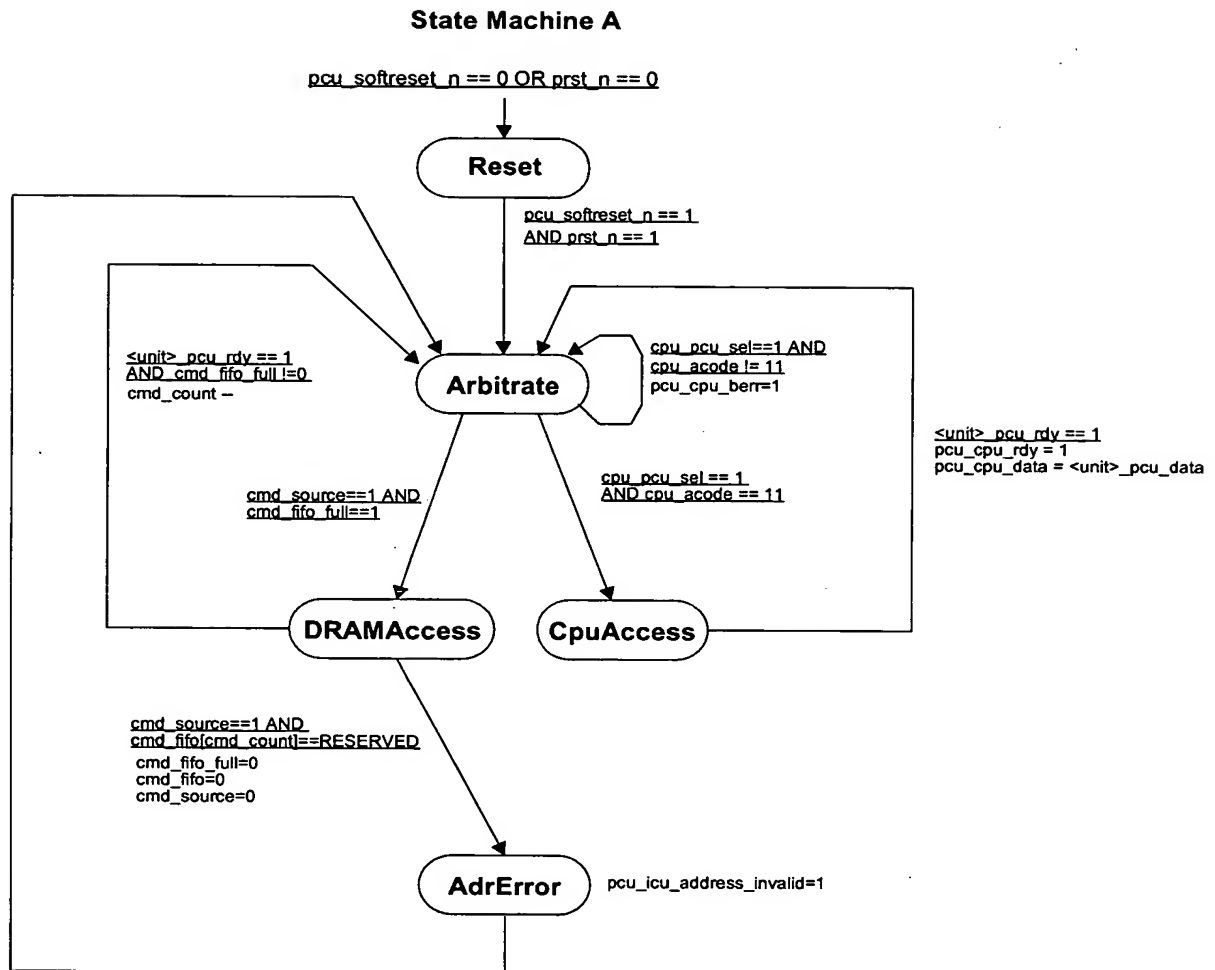 State Machine A
pcu_softreset_n == 0 OR prst_n == 0
Reset
pcu_softreset_n == 1
AND prst_n == 1
<unit>_pcu_rdy == 1
AND_cmd_fifo_full !=0
cmd_count --
Arbitrate
cpu_pcu_sel==1 AND
cpu_acode != 11
pcu_cpu_berr=1
<unit>_pcu_rdy == 1
pcu_cpu_rdy = 1
pcu_cpu_data = <unit>_pcu_data
cmd_source==1 AND
cmd_fifo_full==1
cpu_pcu_sel == 1
AND cpu_acode == 11
DRAMAccess
CpuAccess
cmd_source==1 AND
cmd_fifo[cmd_count]==RESERVED
cmd_fifo_full=0
cmd_fifo=0
cmd_source=0
AdrError
pcu_icu_address_invalid=1